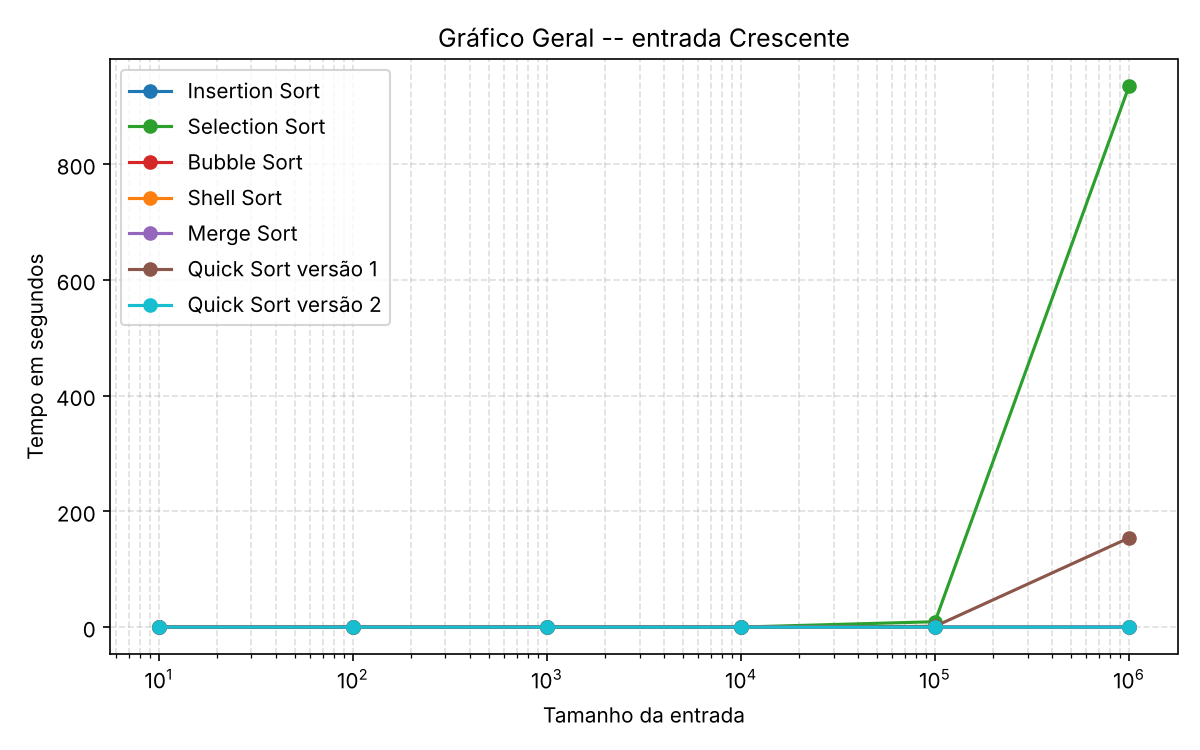 Gráfico Geral -- entrada Crescente
Insertion Sort
Selection Sort
Bubble Sort
Shell Sort
Merge Sort
Quick Sort versão 1
Quick Sort versão 2
Tempo em segundos
800
600
400
200
0
10¹ 10² 10³ 10⁴ 10⁵ 10⁶
Tamanho da entrada